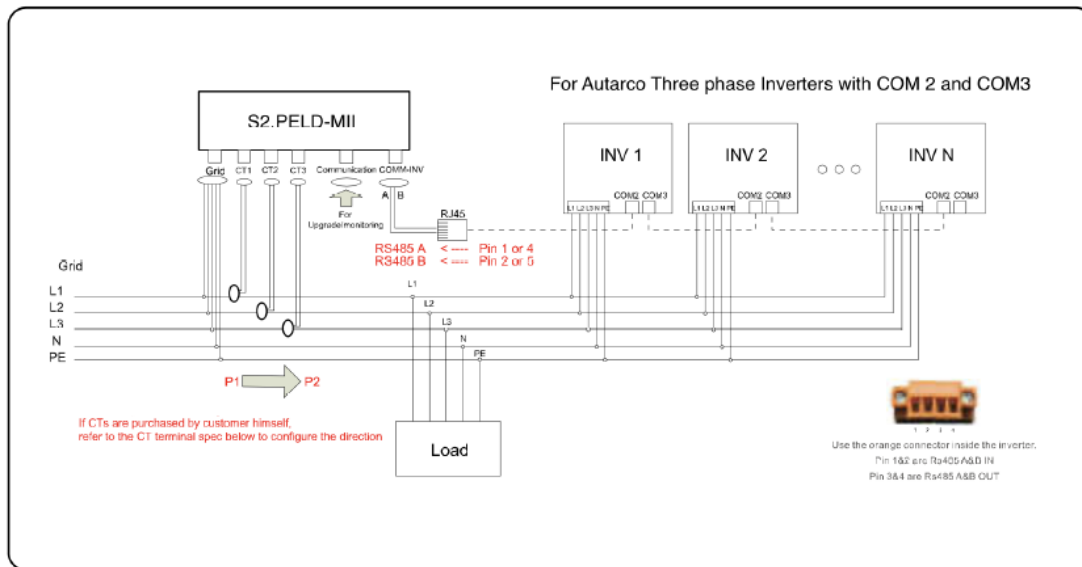 For Autarco Three phase Inverters with COM 2 and COM3
S2.PELD-MII
Grid CT1 CT2 CT3 Communication COMM-INV
A B
For
Upgrade/monitoring
RJ45
RS485 A < ---- Pin 1 or 4
RS485 B < ---- Pin 2 or 5
INV 1
COM2 COM3
L1 L2 L3 N PE
INV 2
COM2 COM3
L1 L2 L3 N PE
INV N
COM2 COM3
L1 L2 L3 N PE
Grid
L1
L2
L3
N
PE
L1
L2
L3
N
PE
P1 P2
If CTs are purchased by customer himself,
refer to the CT terminal spec below to configure the direction
Load
1 2 3 4
Use the orange connector inside the inverter.
Pin 1&2 are Rs485 A&B IN
Pin 3&4 are Rs485 A&B OUT